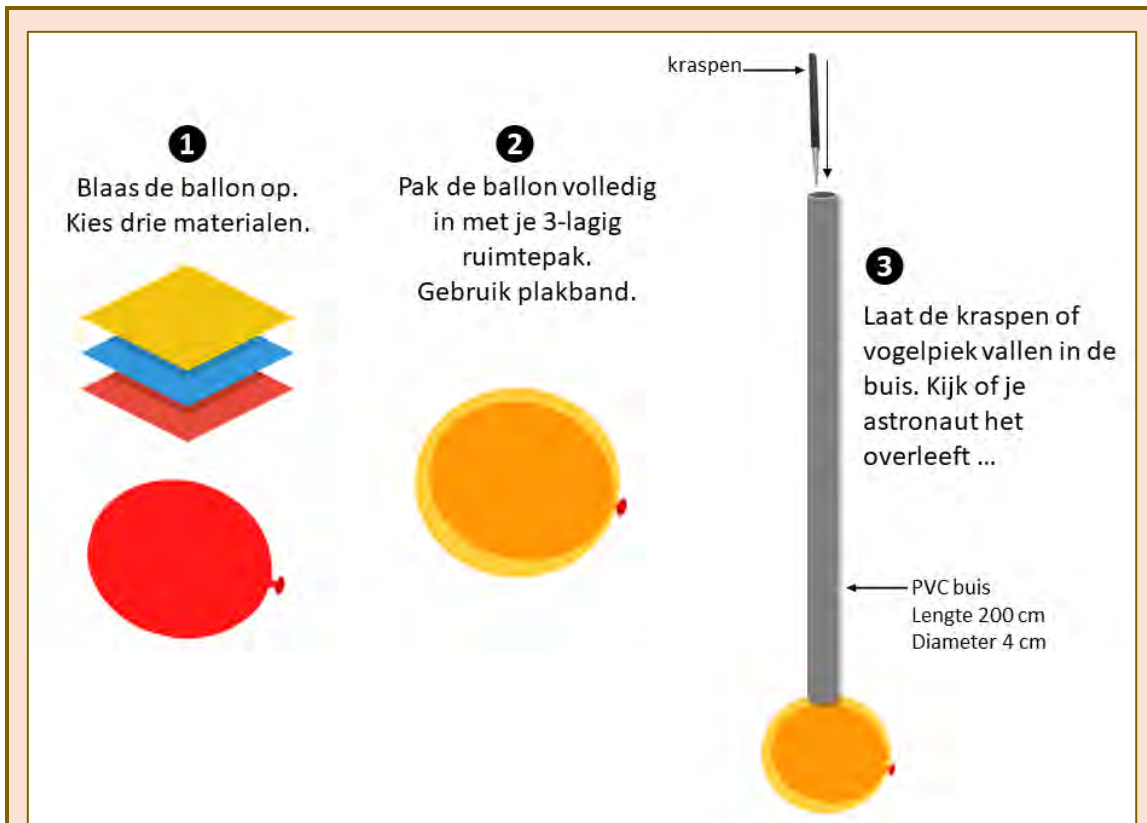 kraspen
1
Blaas de ballon op.
Kies drie materialen.
2
Pak de ballon volledig
in met je 3-lagig
ruimtepak.
Gebruik plakband.
3
Laat de kraspen of
vogelpiek vallen in de
buis. Kijk of je
astronaut het
overleeft ...
PVC buis
Lengte 200 cm
Diameter 4 cm